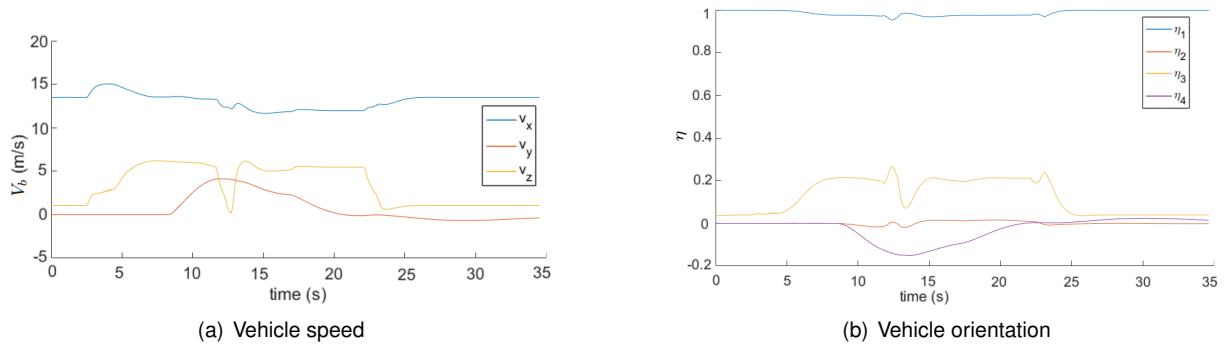 20
15
10
5
0
-5
V_b (m/s)
v_x
v_y
v_z
0 5 10 15 20 25 30 35
time (s)
(a) Vehicle speed
1
0.8
0.6
0.4
0.2
0
-0.2
η
η_1
η_2
η_3
η_4
0 5 10 15 20 25 30 35
time (s)
(b) Vehicle orientation